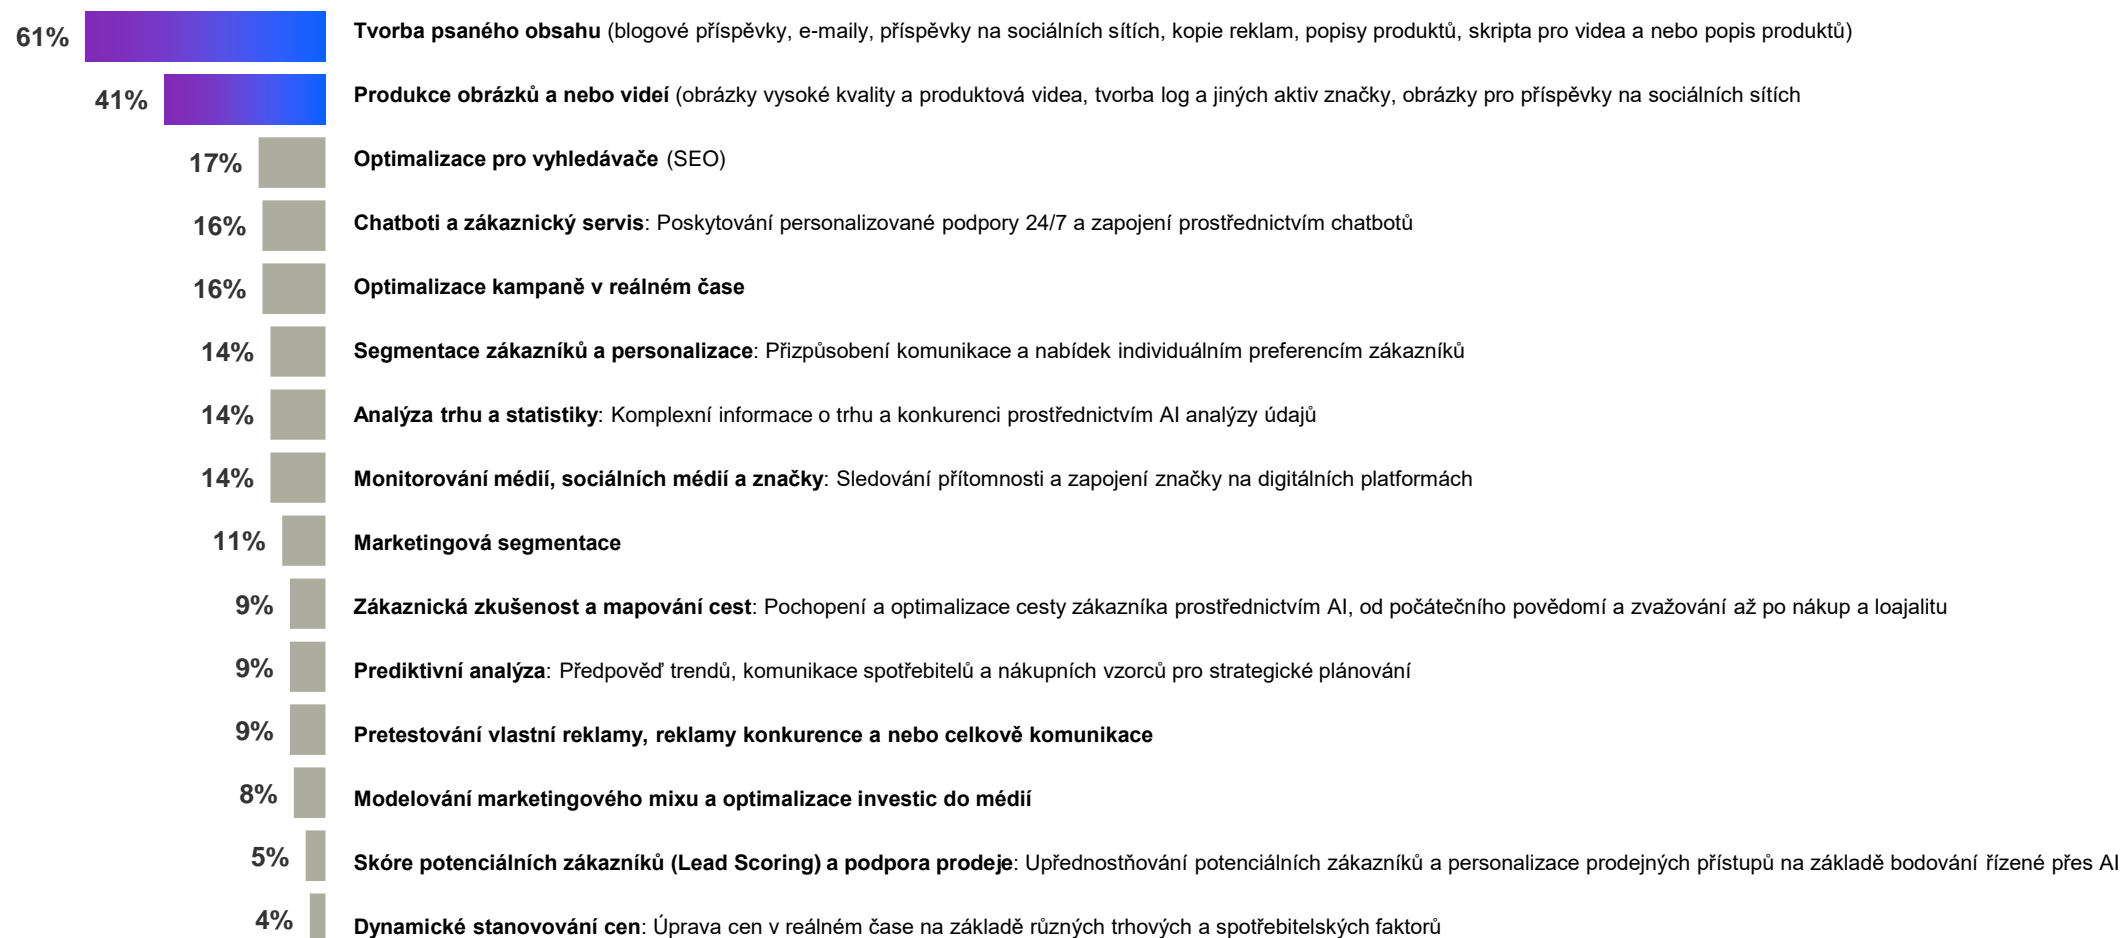 61% Tvorba psaného obsahu (blogové příspěvky, e-maily, příspěvky na sociálních sítích, kopie reklam, popisy produktů, skripta pro videa a nebo popis produktů)
41% Produkce obrázků a nebo videí (obrázky vysoké kvality a produktová videa, tvorba log a jiných aktiv značky, obrázky pro příspěvky na sociálních sítích
17% Optimalizace pro vyhledávače (SEO)
16% Chatboti a zákaznický servis: Poskytování personalizované podpory 24/7 a zapojení prostřednictvím chatbotů
16% Optimalizace kampaně v reálném čase
14% Segmentace zákazníků a personalizace: Přizpůsobení komunikace a nabídek individuálním preferencím zákazníků
14% Analýza trhu a statistiky: Komplexní informace o trhu a konkurenci prostřednictvím AI analýzy údajů
14% Monitorování médií, sociálních médií a značky: Sledování přítomnosti a zapojení značky na digitálních platformách
11% Marketingová segmentace
9% Zákaznická zkušenost a mapování cest: Pochopení a optimalizace cesty zákazníka prostřednictvím AI, od počátečního povědomí a zvažování až po nákup a loajalitu
9% Prediktivní analýza: Předpověď trendů, komunikace spotřebitelů a nákupních vzorců pro strategické plánování
9% Pretestování vlastní reklamy, reklamy konkurence a nebo celkově komunikace
8% Modelování marketingového mixu a optimalizace investic do médií
5% Skóre potenciálních zákazníků (Lead Scoring) a podpora prodeje: Upřednostňování potenciálních zákazníků a personalizace prodejných přístupů na základě bodování řízené přes AI
4% Dynamické stanovování cen: Úprava cen v reálném čase na základě různých trhových a spotřebitelských faktorů